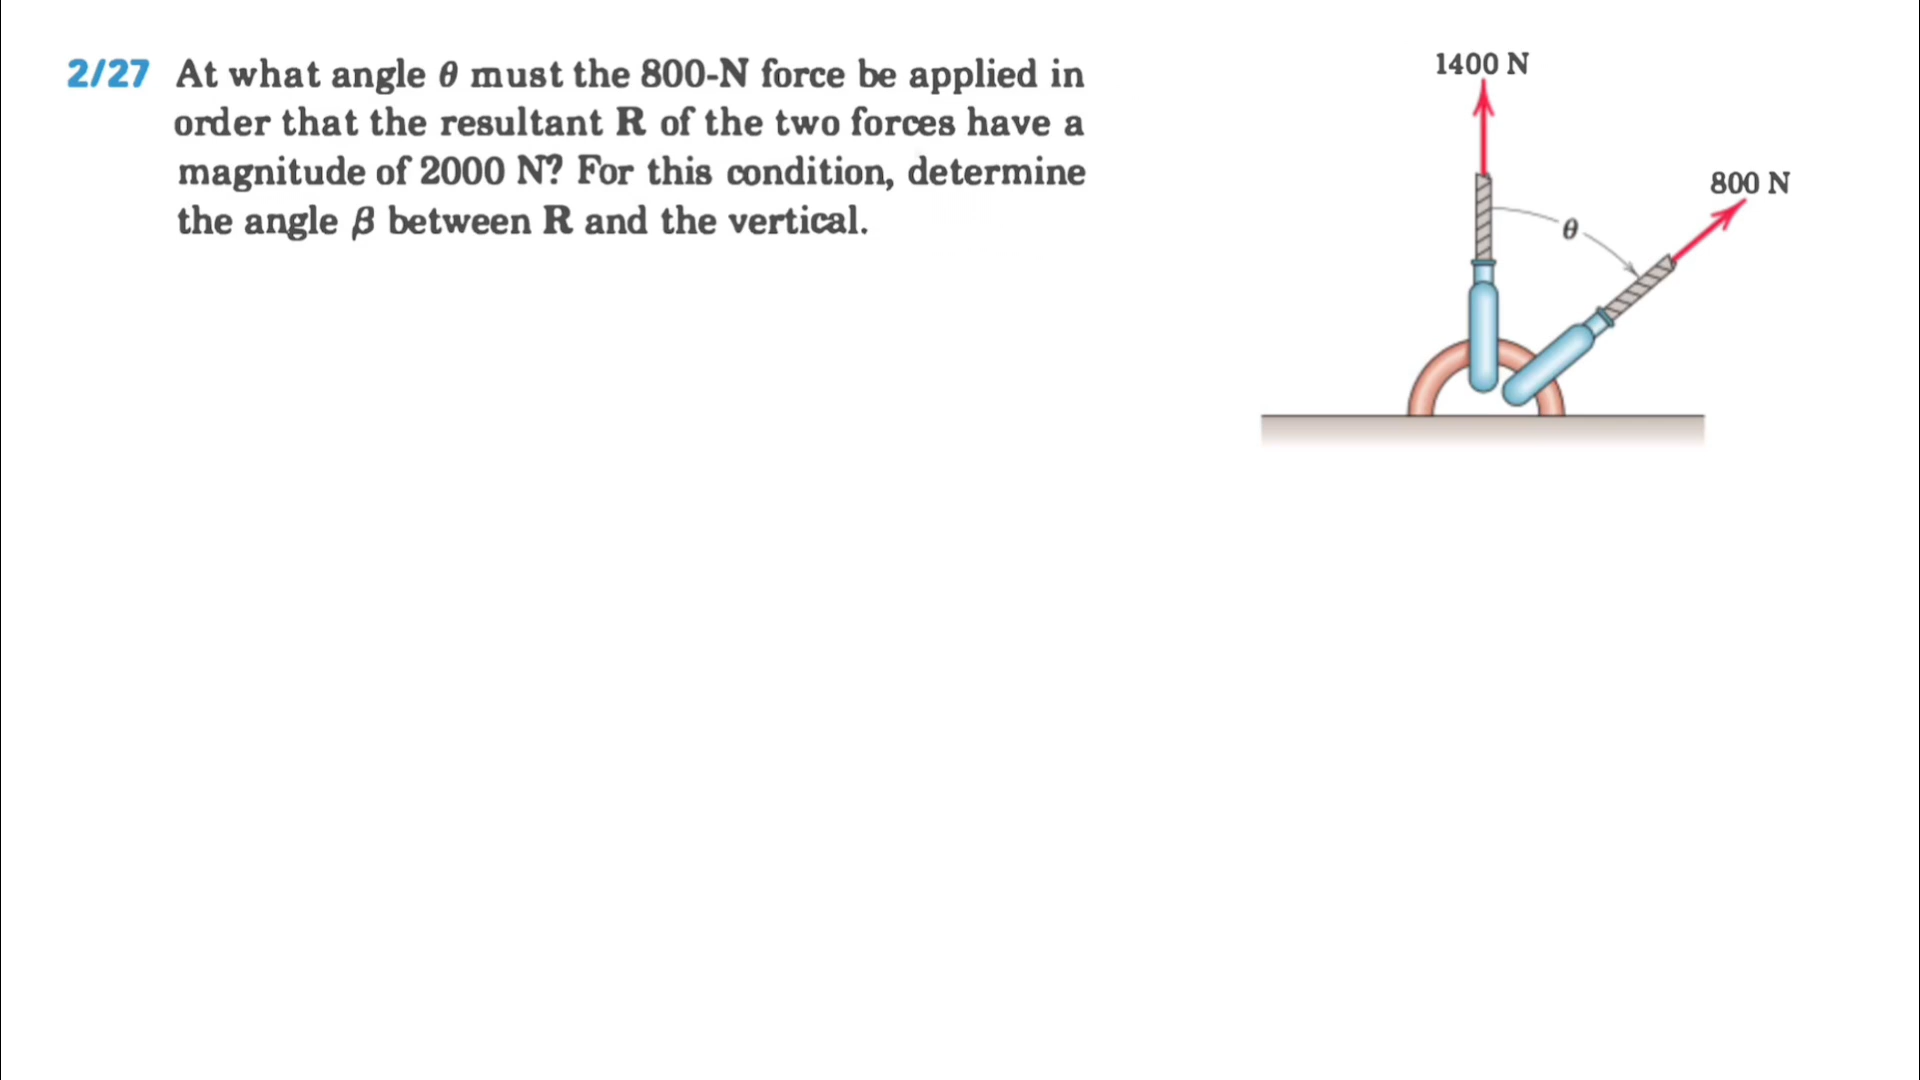 2/27 At what angle θ must the 800-N force be applied in
order that the resultant R of the two forces have a
magnitude of 2000 N? For this condition, determine
the angle β between R and the vertical.
1400 N
800 N
θ